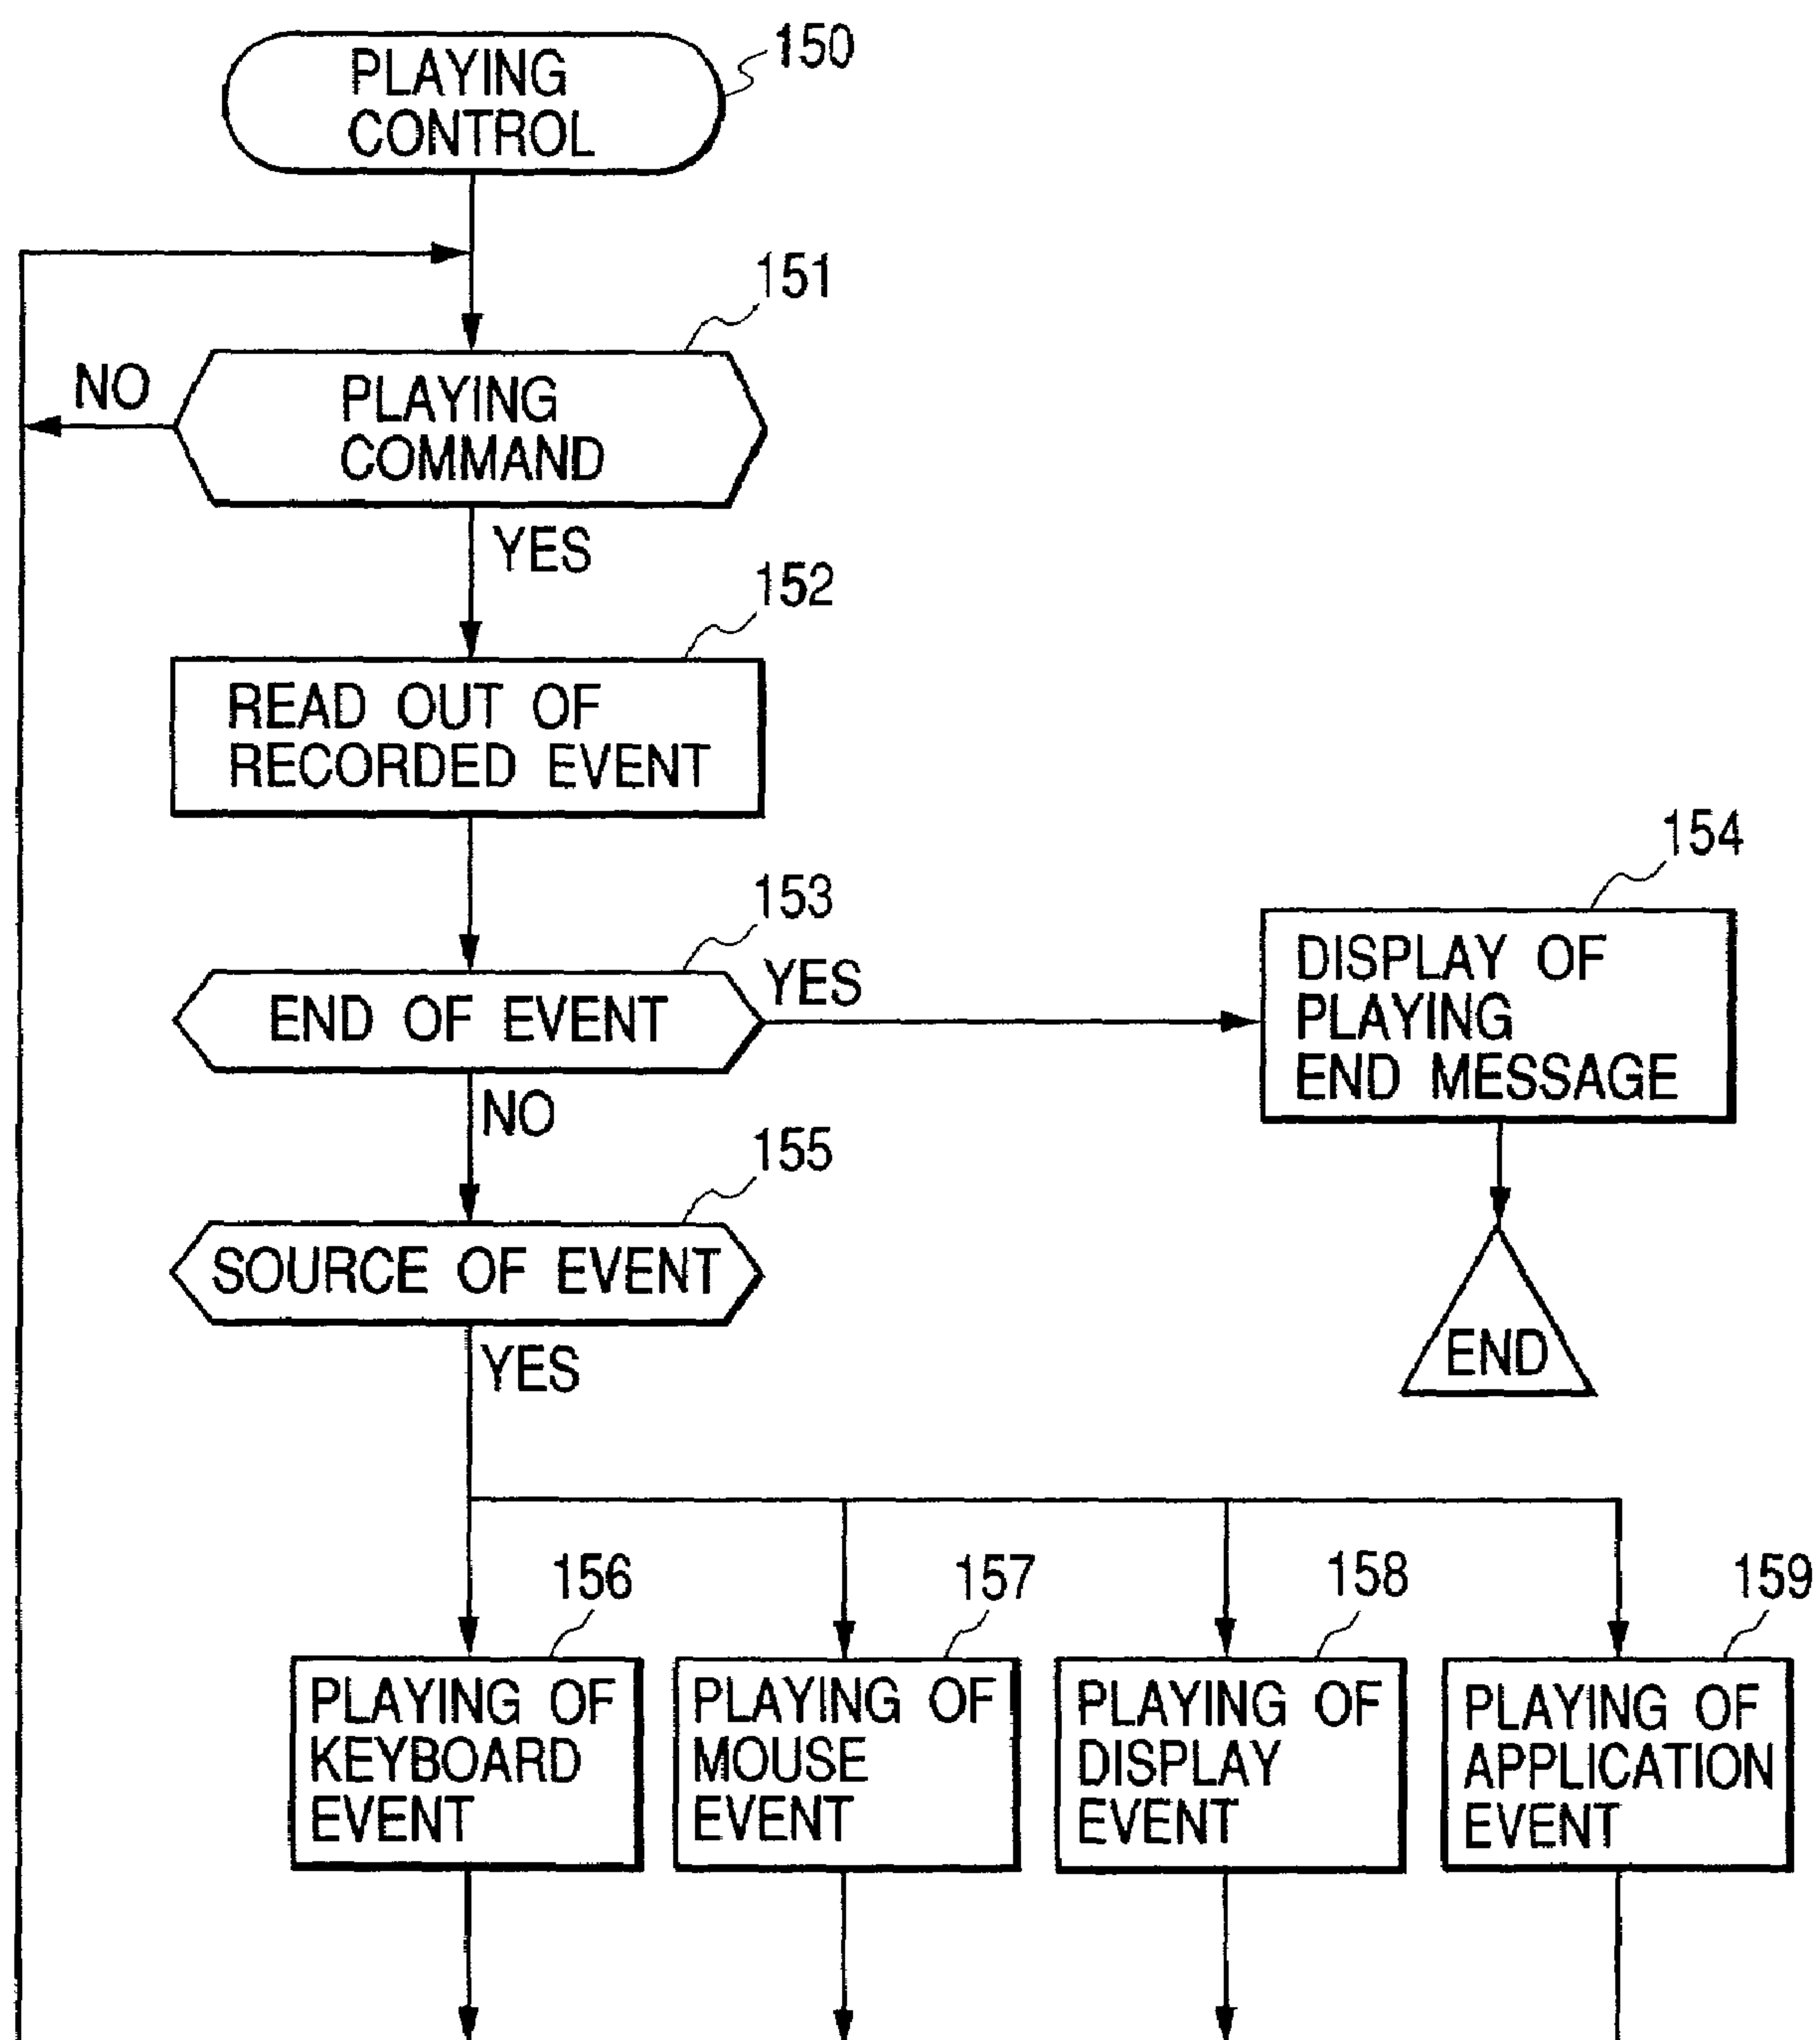 PLAYING
CONTROL
150
151
NO
PLAYING
COMMAND
YES
152
READ OUT OF
RECORDED EVENT
153
END OF EVENT
YES
154
DISPLAY OF
PLAYING
END MESSAGE
NO
155
SOURCE OF EVENT
END
YES
156
PLAYING OF
KEYBOARD
EVENT
157
PLAYING OF
MOUSE
EVENT
158
PLAYING OF
DISPLAY
EVENT
159
PLAYING OF
APPLICATION
EVENT